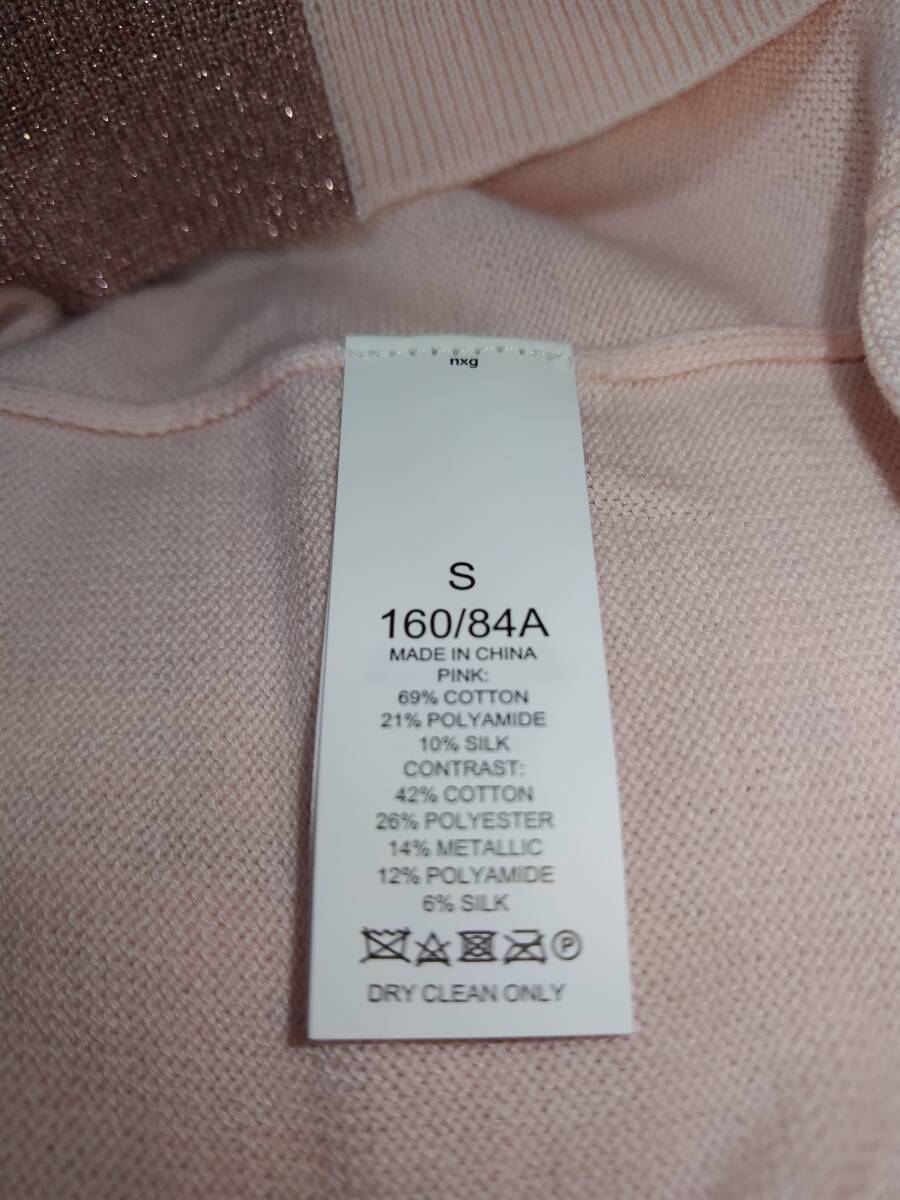 nxg
S
160/84A
MADE IN CHINA
PINK:
69% COTTON
21% POLYAMIDE
10% SILK
CONTRAST:
42% COTTON
26% POLYESTER
14% METALLIC
12% POLYAMIDE
6% SILK
P
DRY CLEAN ONLY